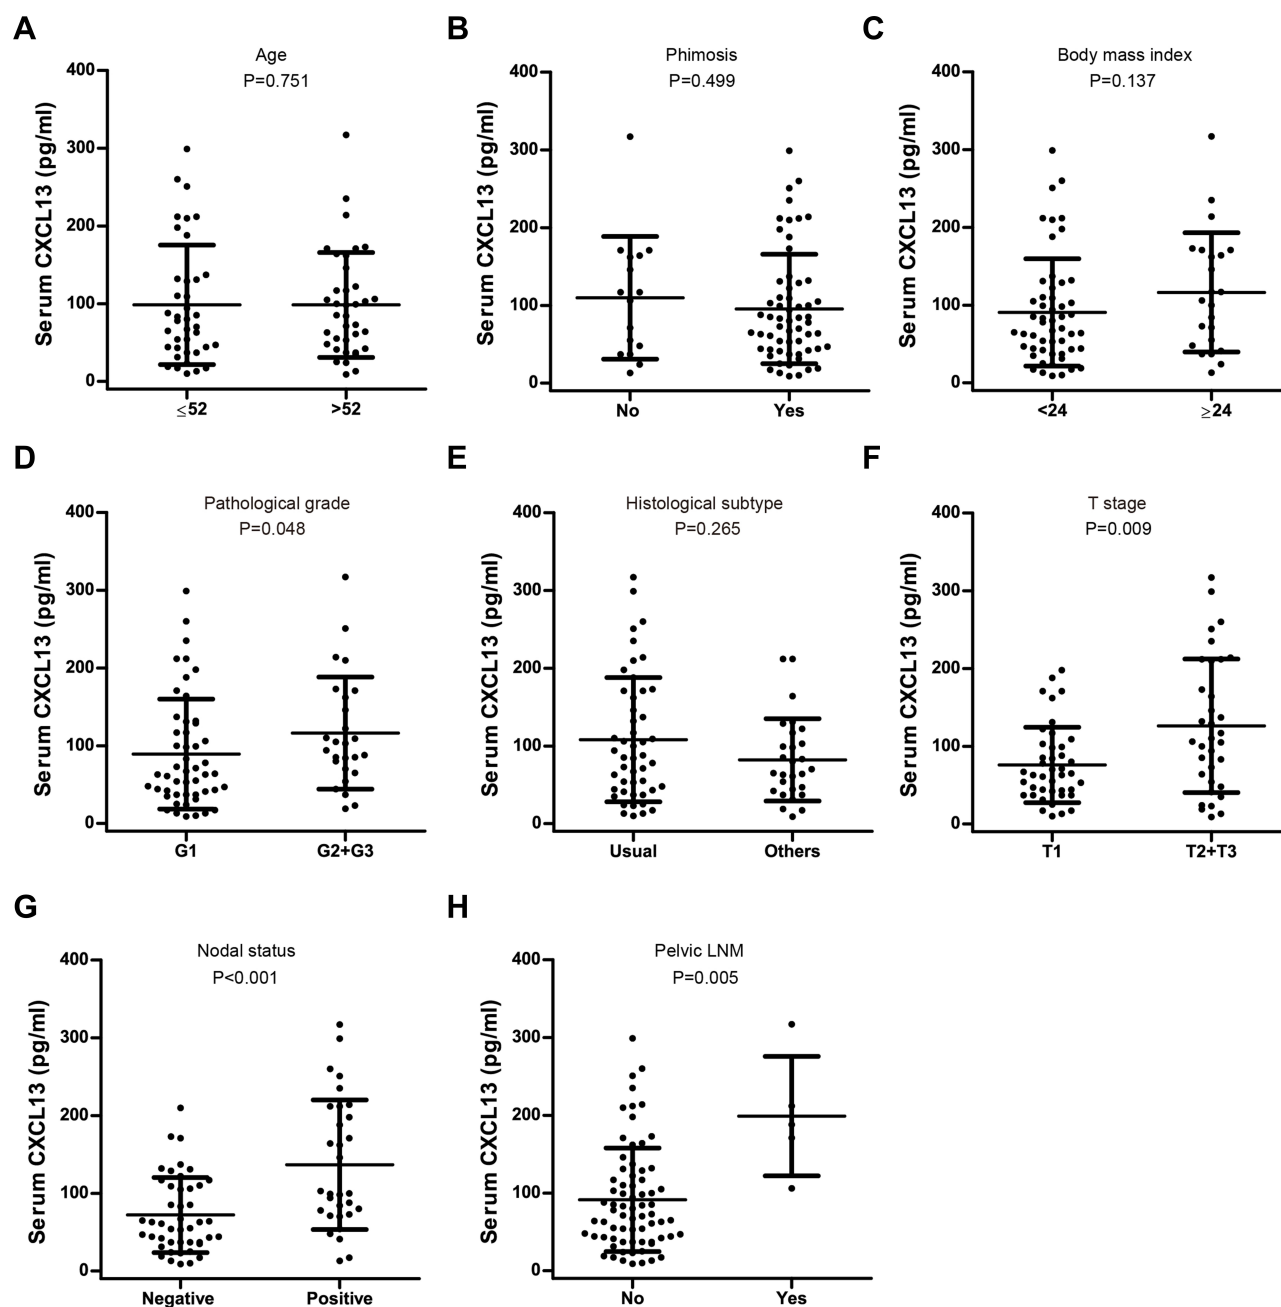 A
Age
P=0.751
Serum CXCL13 (pg/ml)
400
300
200
100
0
≤52
>52
B
Phimosis
P=0.499
Serum CXCL13 (pg/ml)
400
300
200
100
0
No
Yes
C
Body mass index
P=0.137
Serum CXCL13 (pg/ml)
400
300
200
100
0
<24
≥24
D
Pathological grade
P=0.048
Serum CXCL13 (pg/ml)
400
300
200
100
0
G1
G2+G3
E
Histological subtype
P=0.265
Serum CXCL13 (pg/ml)
400
300
200
100
0
Usual
Others
F
T stage
P=0.009
Serum CXCL13 (pg/ml)
400
300
200
100
0
T1
T2+T3
G
Nodal status
P<0.001
Serum CXCL13 (pg/ml)
400
300
200
100
0
Negative
Positive
H
Pelvic LNM
P=0.005
Serum CXCL13 (pg/ml)
400
300
200
100
0
No
Yes